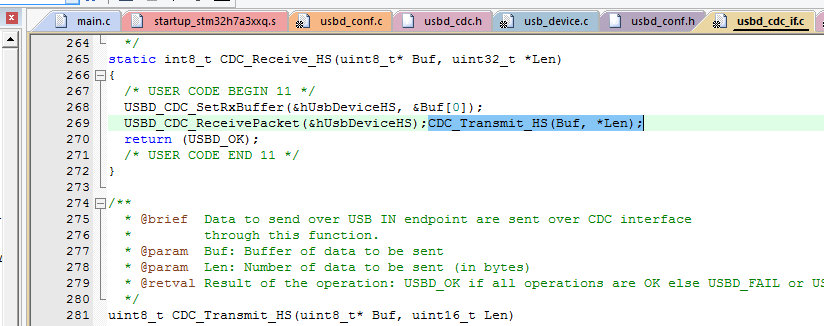 main.c startup_stm32h7a3xxq.s usbd_conf.c usbd_cdc.h usb_device.c usbd_conf.h usbd_cdc_if.c
264 */
265 static int8_t CDC_Receive_HS(uint8_t* Buf, uint32_t *Len)
266 {
267 /* USER CODE BEGIN 11 */
268 USBD_CDC_SetRxBuffer(&hUsbDeviceHS, &Buf[0]);
269 USBD_CDC_ReceivePacket(&hUsbDeviceHS);CDC_Transmit_HS(Buf, *Len);
270 return (USBD_OK);
271 /* USER CODE END 11 */
272 }
273
274 /**
275 * @brief Data to send over USB IN endpoint are sent over CDC interface
276 * through this function.
277 * @param Buf: Buffer of data to be sent
278 * @param Len: Number of data to be sent (in bytes)
279 * @retval Result of the operation: USBD_OK if all operations are OK else USBD_FAIL or US
280 */
281 uint8_t CDC_Transmit_HS(uint8_t* Buf, uint16_t Len)